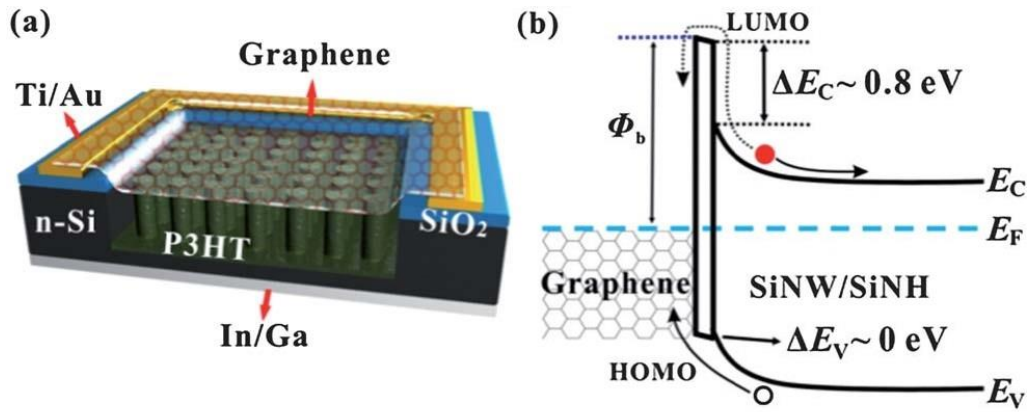 (a)
Graphene
Ti/Au
n-Si
P3HT
SiO₂
In/Ga
(b)
LUMO
ΔE_C~ 0.8 eV
Φ_b
E_C
E_F
Graphene
SiNW/SiNH
ΔE_V~ 0 eV
HOMO
E_V